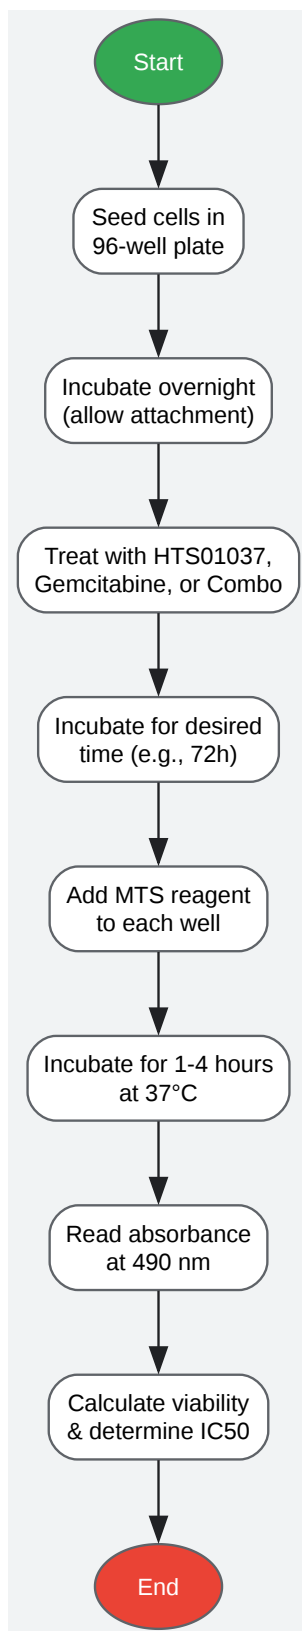 Start
Seed cells in
96-well plate
Incubate overnight
(allow attachment)
Treat with HTS01037,
Gemcitabine, or Combo
Incubate for desired
time (e.g., 72h)
Add MTS reagent
to each well
Incubate for 1-4 hours
at 37°C
Read absorbance
at 490 nm
Calculate viability
& determine IC50
End